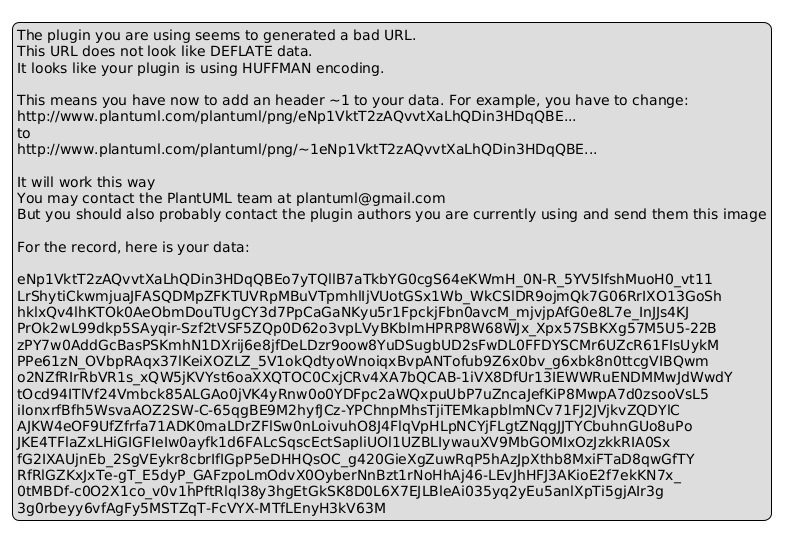 The plugin you are using seems to generated a bad URL.
This URL does not look like DEFLATE data.
It looks like your plugin is using HUFFMAN encoding.
This means you have now to add an header ~1 to your data. For example, you have to change:
http://www.plantuml.com/plantuml/png/eNp1VktT2zAQvvtXaLhQDin3HDqQBE...
to
http://www.plantuml.com/plantuml/png/~1eNp1VktT2zAQvvtXaLhQDin3HDqQBE...
It will work this way
You may contact the PlantUML team at plantuml@gmail.com
But you should also probably contact the plugin authors you are currently using and send them this image
For the record, here is your data:
eNp1VktT2zAQvvtXaLhQDin3HDqQBEo7yTQllB7aTkbYG0cgS64eKWmH_0N-R_5YV5IfshMuoH0_vt11
LrShytiCkwmjuaJFASQDMpZFKTUVRpMBuVTpmhlIjVUotGSx1Wb_WkCSlDR9ojmQk7G06RrIXO13GoSh
hklxQv4lhKTOk0AeObmDouTUgCY3d7PpCaGaNKyu5r1FpckjFbn0avcM_mjvjpAfG0e8L7e_InJJs4KJ
PrOk2wL99dkp5SAyqir-Szf2tVSF5ZQp0D62o3vpLVyBKblmHPRP8W68WJx_Xpx57SBKXg57M5U5-22B
zPY7w0AddGcBasPSKmhN1DXrij6e8jfDeLDzr9oow8YuDSugbUD2sFwDL0FFDYSCMr6UZcR61FlsUykM
PPe61zN_OVbpRAqx37lKeiXOZLZ_5V1okQdtyoWnoiqxBvpANTofub9Z6x0bv_g6xbk8n0ttcgVIBQwm
o2NZfRIrRbVR1s_xQW5jKVYst6oaXXQTOC0CxjCRv4XA7bQCAB-1iVX8DfUr13IEWWRuENDMMwJdWwdY
tOcd94ITlVf24Vmbck85ALGAo0jVK4yRnw0o0YDFpc2aWQxpuUbP7uZncaJefKiP8MwpA7d0zsooVsL5
iIonxrfBfh5WsvaAOZ2SW-C-65qgBE9M2hyfJCz-YPChnpMhsTjiTEMkapblmNCv71FJ2JVjkvZQDYlC
AJKW4eOF9UfZfrfa71ADK0maLDrZFlSw0nLoivuhO8J4FlqVpHLpNCYjFLgtZNqgJJTYCbuhnGUo8uPo
JKE4TFlaZxLHiGIGFIeIw0ayfk1d6FALcSqscEctSapliUOl1UZBLIywauXV9MbGOMIxOzJzkkRIA0Sx
fG2IXAUjnEb_2SgVEykr8cbrIflGpP5eDHHQsOC_g420GieXgZuwRqP5hAzJpXthb8MxiFTaD8qwGfTY
RfRlGZKxJxTe-gT_E5dyP_GAFzpoLmOdvX0OyberNnBzt1rNoHhAj46-LEvJhHFJ3AKioE2f7ekKN7x_
0tMBDf-c0O2X1co_v0v1hPftRlql38y3hgEtGkSK8D0L6X7EJLBleAi035yq2yEu5anlXpTi5gjAIr3g
3g0rbeyy6vfAgFy5MSTZqT-FcVYX-MTfLEnyH3kV63M